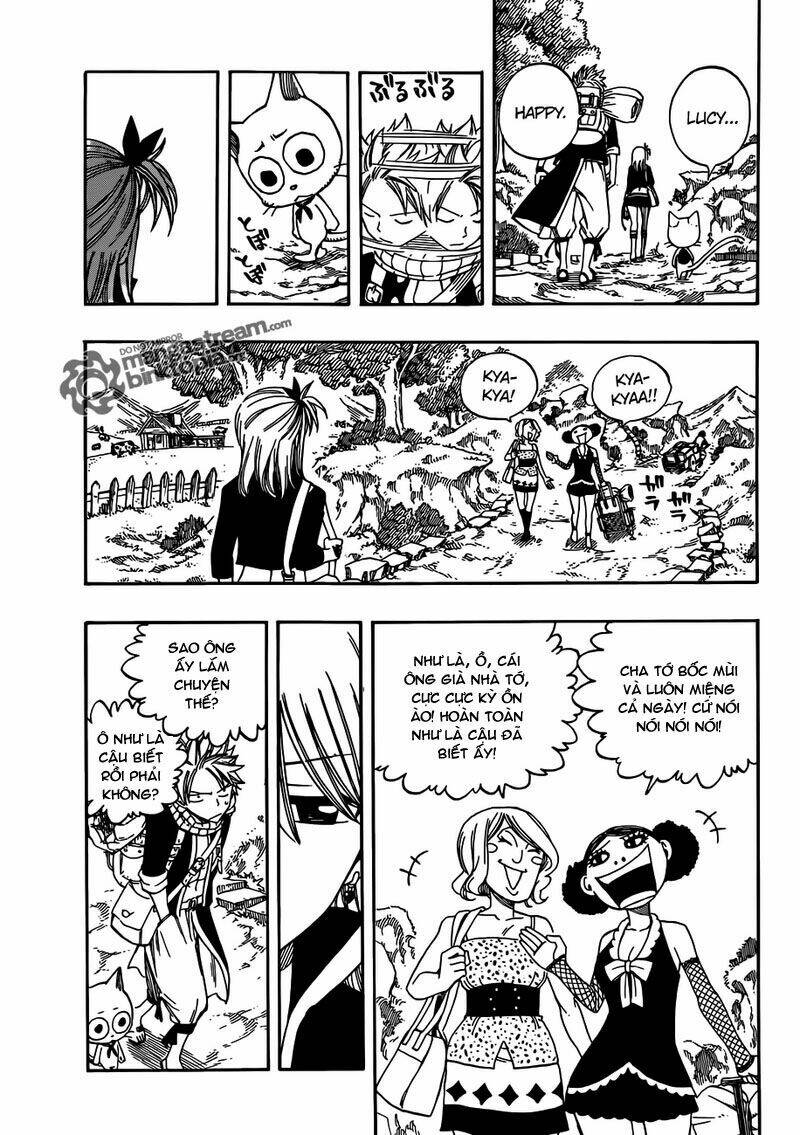 LUCY...
HAPPY.
ぶるぶる
とぼ
とぼ
DO NOT MIRROR
mangastream.com
KYA-
KYAA!!
KYA-
KYA!
ガラ
ガラ
CHA TỚ BỐC MÙI
VÀ LUÔN MIỆNG
CẢ NGÀY! CỨ NÓI
NÓI NÓI NÓI!
NHƯ LÀ, Ồ, CÁI
ÔNG GIÀ NHÀ TỚ,
CỰC CỰC KỲ ỒN
ÀO! HOÀN TOÀN
NHƯ LÀ CẬU ĐÃ
BIẾT ẤY!
SAO ÔNG
ẤY LẮM
CHUYỆN
THẾ?
Ô NHƯ LÀ
CẬU BIẾT
RỒI PHẢI
KHÔNG?